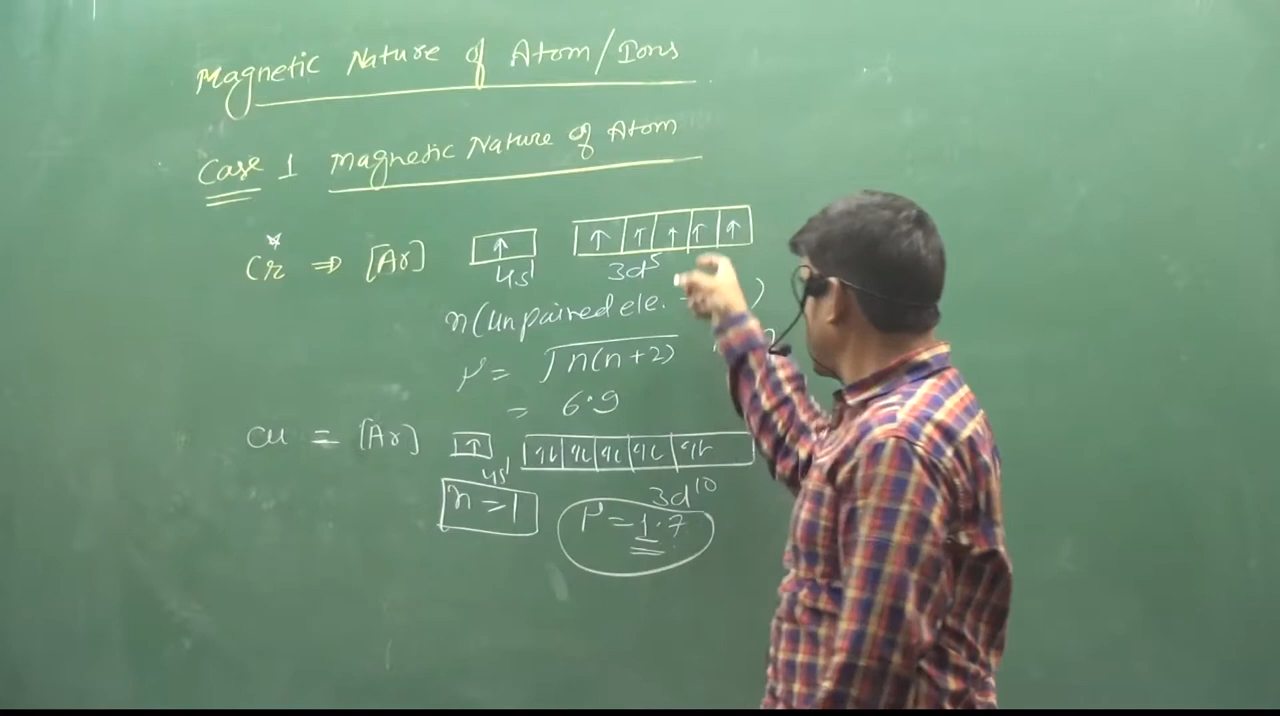 Magnetic Nature of Atom/Ions
Case 1 Magnetic Nature of Atom
Cr ⇒ [Ar] ↑ ↑ ↑ ↑ ↑ ↑
4s¹ 3d⁵
n(unpaired ele. )
μ = √n(n+2)
= 6.9
Cu = [Ar] ↑ ⥮ ⥮ ⥮ ⥮ ⥮
4s¹ 3d¹⁰
n = 1 μ = 1.7